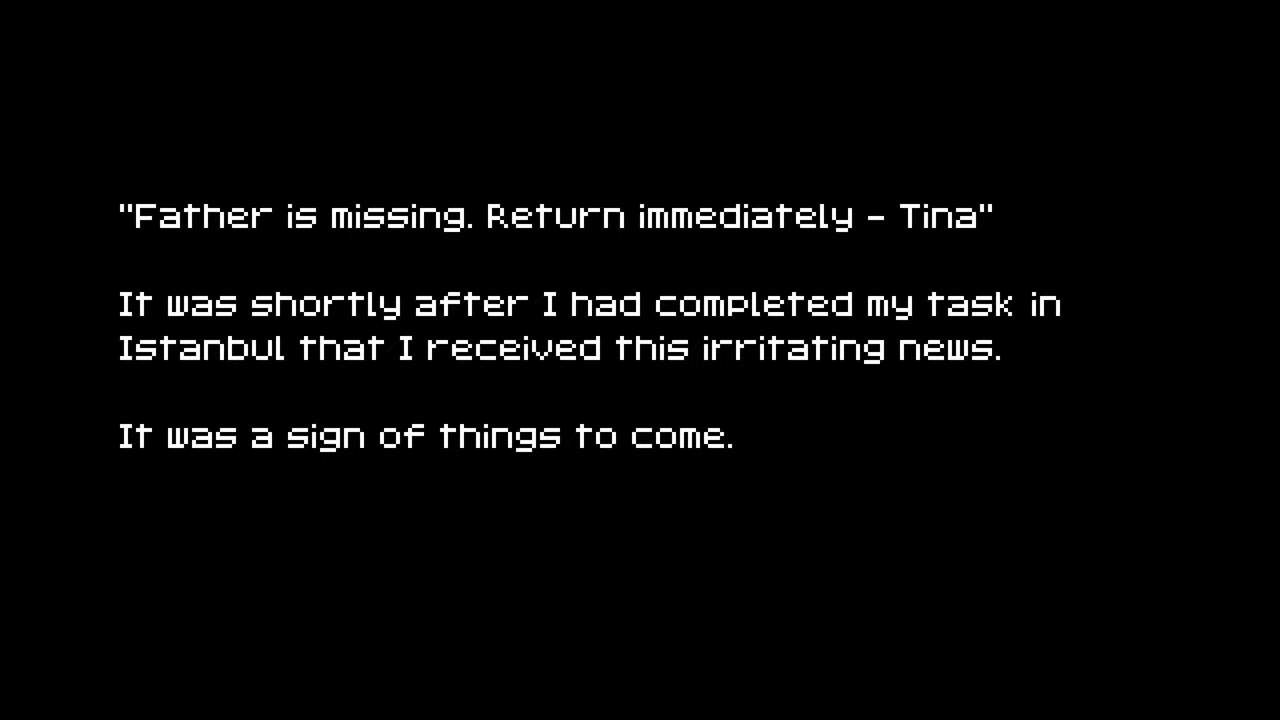 "Father is missing. Return immediately - Tina"
It was shortly after I had completed my task in
Istanbul that I received this irritating news.
It was a sign of things to come.